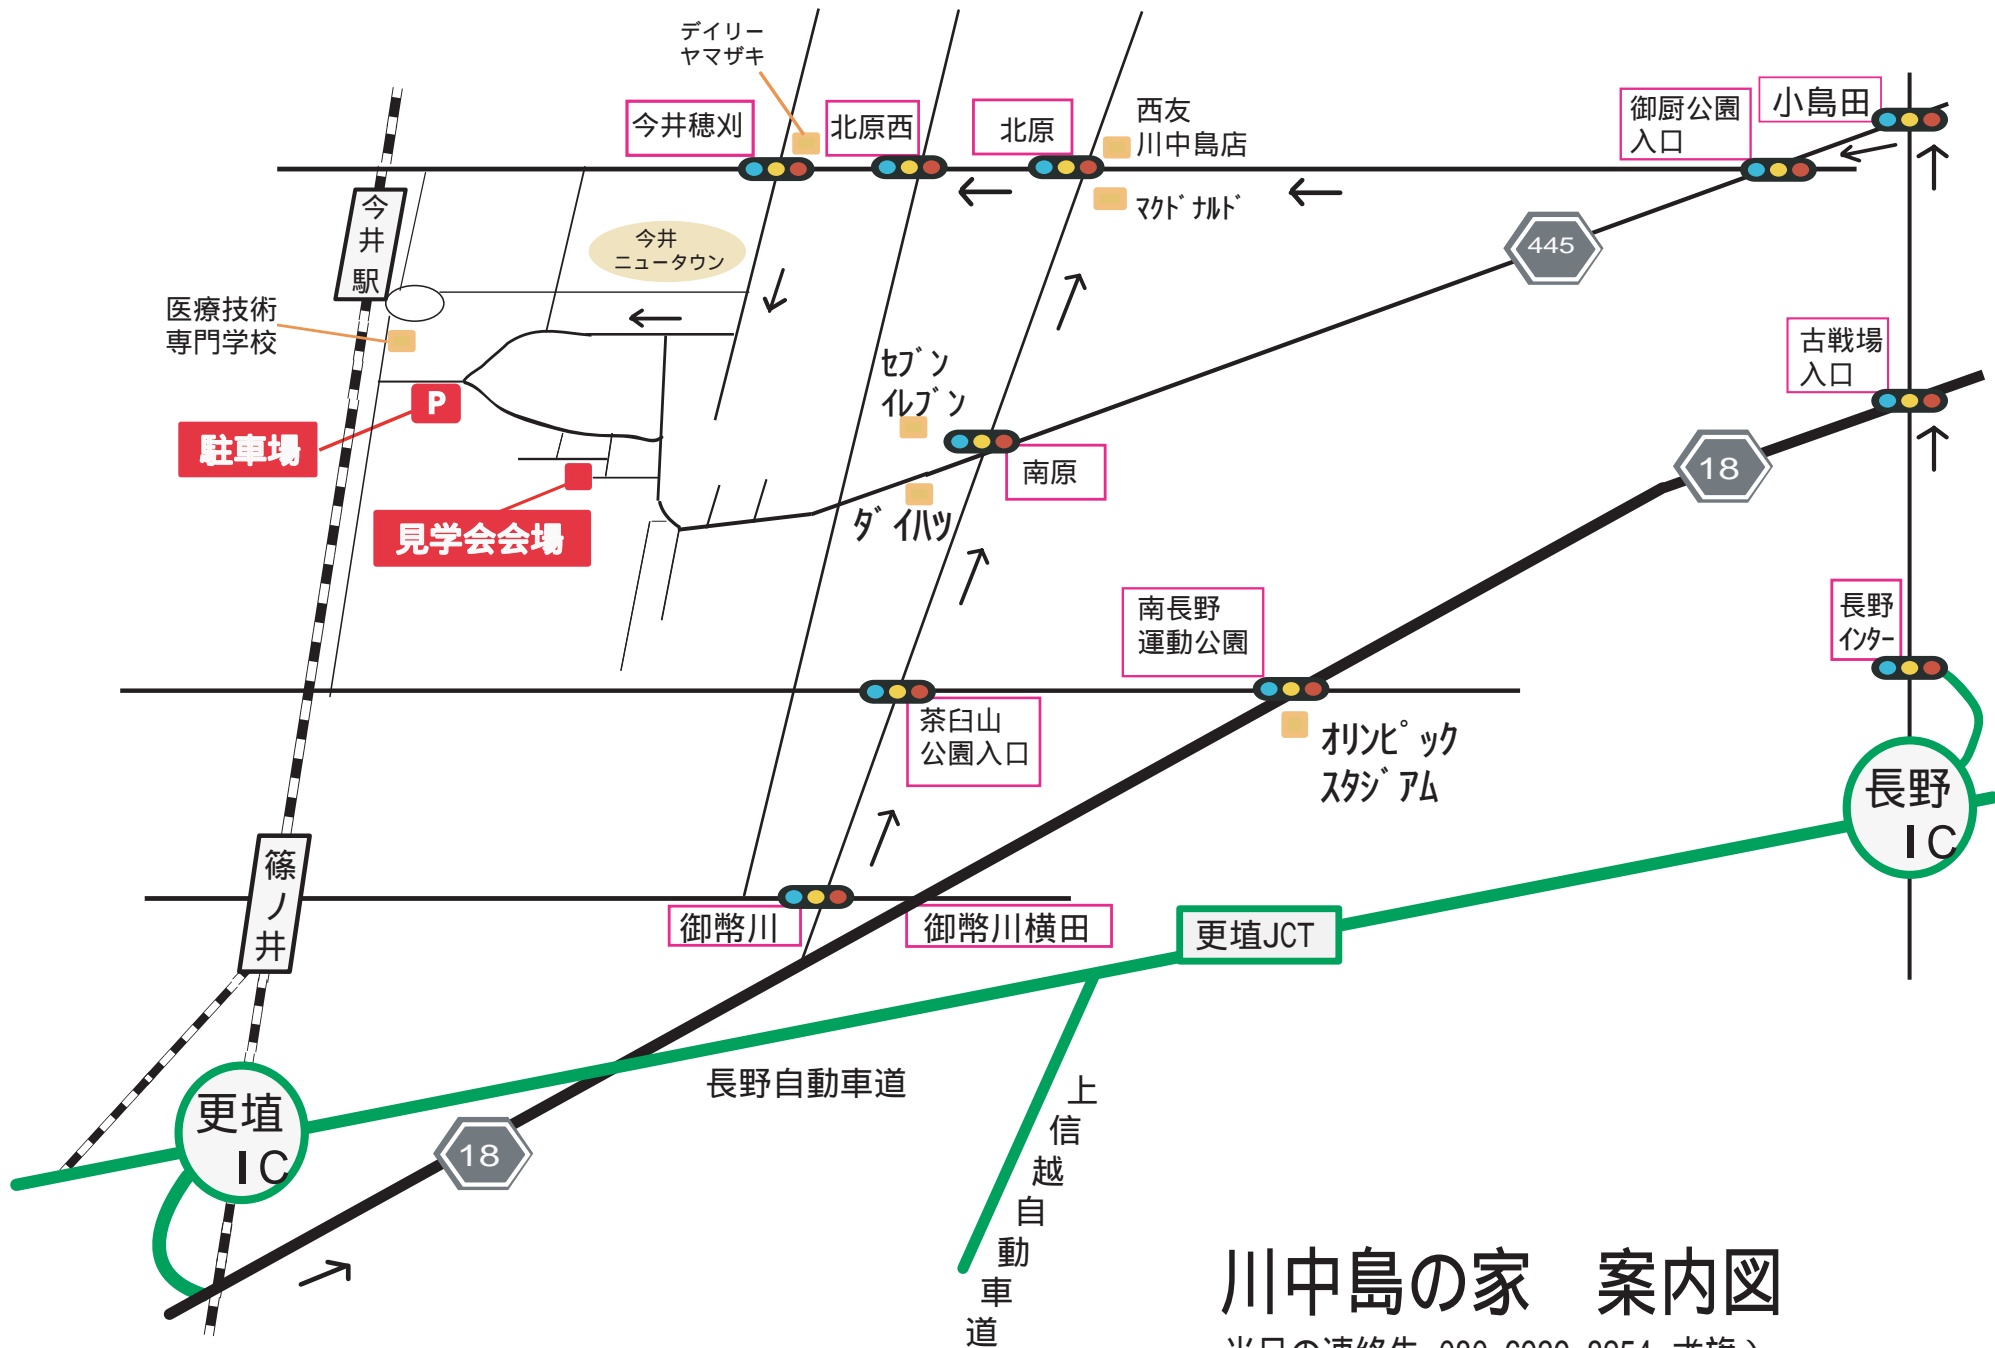 デイリー
ヤマザキ
今井穂刈
北原西
北原
西友
川中島店
マクドナルド
御厨公園
入口
小島田
今井駅
今井
ニュータウン
445
医療技術
専門学校
P
駐車場
見学会会場
セブン
イレブン
南原
ダイハツ
古戦場
入口
18
南長野
運動公園
長野
インター
茶臼山
公園入口
オリンピック
スタジアム
長野
IC
篠ノ井
御幣川
御幣川横田
更埴JCT
長野自動車道
更埴
IC
18
上信越自動車道
川中島の家　案内図
当日の連絡先